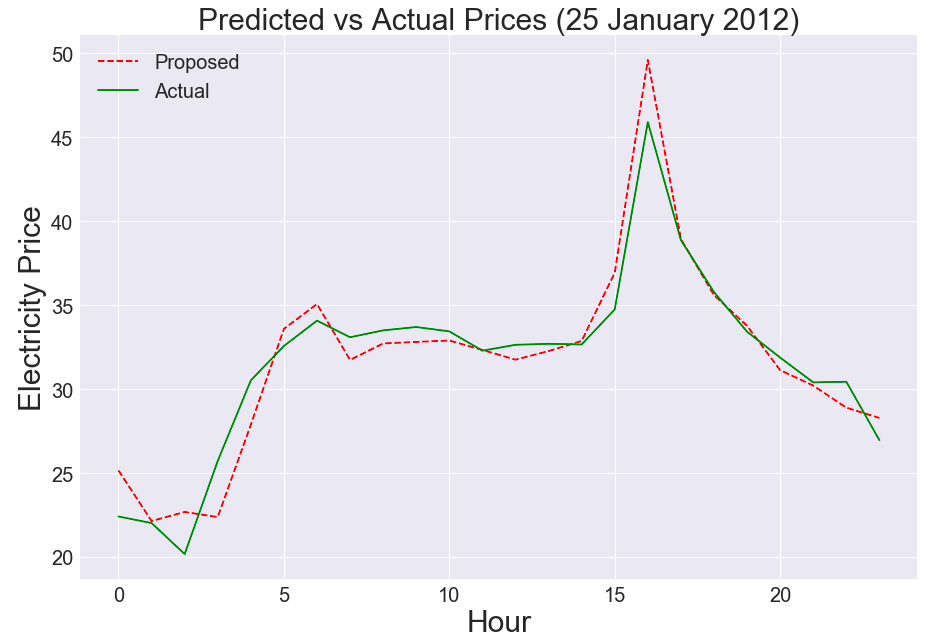 Predicted vs Actual Prices (25 January 2012)
Proposed
Actual
Electricity Price
50
45
40
35
30
25
20
0 5 10 15 20
Hour